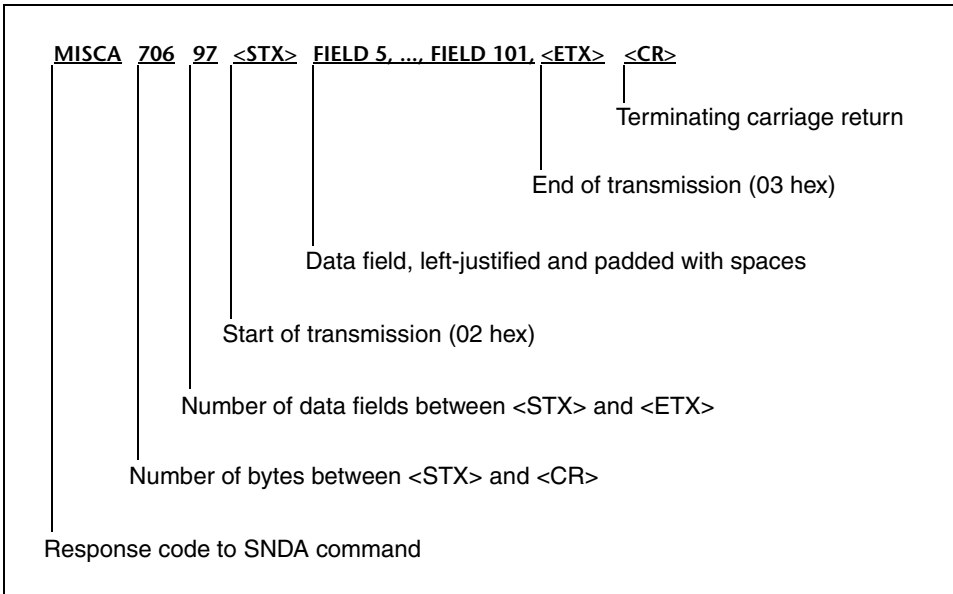 MISCA 706 97 <STX> FIELD 5, ..., FIELD 101, <ETX> <CR>
Terminating carriage return
End of transmission (03 hex)
Data field, left-justified and padded with spaces
Start of transmission (02 hex)
Number of data fields between <STX> and <ETX>
Number of bytes between <STX> and <CR>
Response code to SNDA command